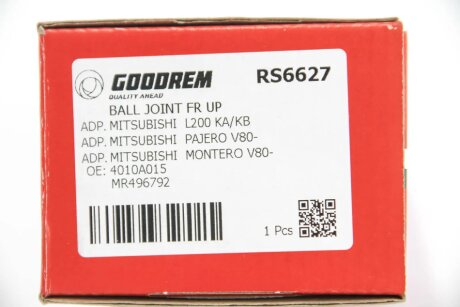 GOODREM RS6627
QUALITY AHEAD
BALL JOINT FR UP
ADP. MITSUBISHI L200 KA/KB
ADP. MITSUBISHI PAJERO V80-
ADP. MITSUBISHI MONTERO V80-
OE: 4010A015
MR496792
1 Pcs